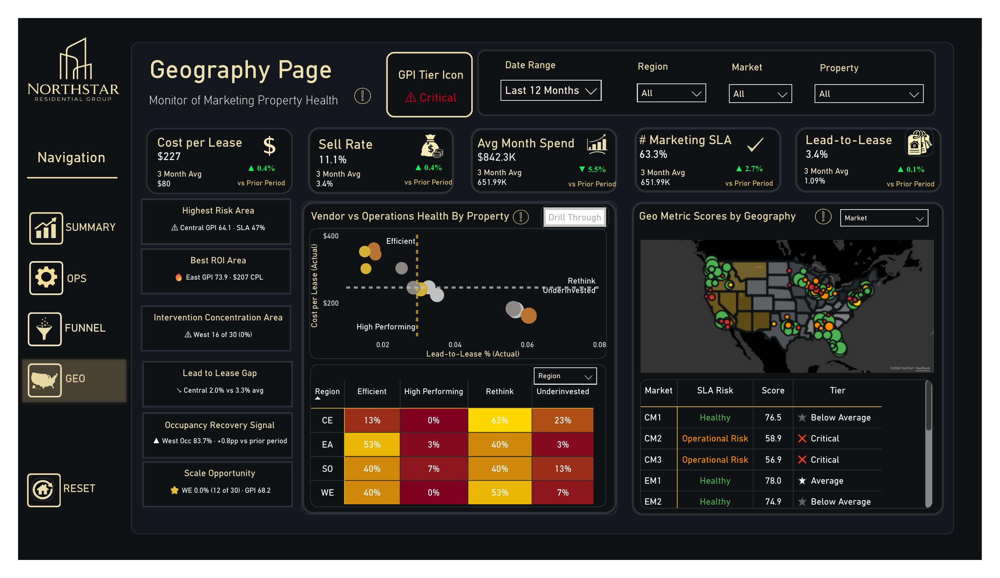 NORTHSTAR
RESIDENTIAL GROUP
Navigation
SUMMARY
OPS
FUNNEL
GEO
RESET
Geography Page
Monitor of Marketing Property Health
GPI Tier Icon
⚠ Critical
Date Range
Last 12 Months
Region
All
Market
All
Property
All
Cost per Lease
$
$227
▲ 0.4%
3 Month Avg
$80
vs Prior Period
Sell Rate
$
11.1%
▲ 0.4%
3 Month Avg
3.4%
vs Prior Period
Avg Month Spend
$842.3K
▼ 5.5%
3 Month Avg
651.99K
vs Prior Period
# Marketing SLA
63.3%
▲ 2.7%
3 Month Avg
651.99K
vs Prior Period
Lead-to-Lease
3.4%
▲ 0.1%
3 Month Avg
1.09%
vs Prior Period
Highest Risk Area
⚠ Central GPI 64.1 · SLA 47%
Best ROI Area
🔥 East GPI 73.9 · $207 CPL
Intervention Concentration Area
⚠ West 16 of 30 (0%)
Lead to Lease Gap
↘ Central 2.0% vs 3.3% avg
Occupancy Recovery Signal
▲ West Occ 83.7% · +0.8pp vs prior period
Scale Opportunity
⭐ WE 0.0% (12 of 30) · GPI 68.2
Vendor vs Operations Health By Property
Drill Through
$400
$200
Cost per Lease (Actual)
Efficient
Rethink
Underinvested
High Performing
0.02 0.04 0.06 0.08
Lead-to-Lease % (Actual)
Region
Region Efficient High Performing Rethink Underinvested
CE 13% 0% 63% 23%
EA 53% 3% 40% 3%
SO 40% 7% 40% 13%
WE 40% 0% 53% 7%
Geo Metric Scores by Geography
Market
©2026 TomTom Feedback
Market SLA Risk Score Tier
CM1 Healthy 76.5 ★ Below Average
CM2 Operational Risk 58.9 ❌ Critical
CM3 Operational Risk 56.9 ❌ Critical
EM1 Healthy 78.0 ★ Average
EM2 Healthy 74.9 ★ Below Average